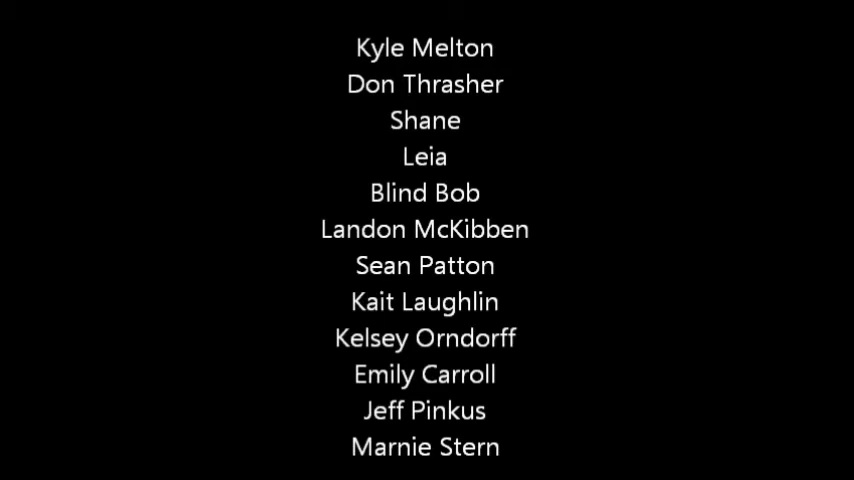 Kyle Melton
Don Thrasher
Shane
Leia
Blind Bob
Landon McKibben
Sean Patton
Kait Laughlin
Kelsey Orndorff
Emily Carroll
Jeff Pinkus
Marnie Stern